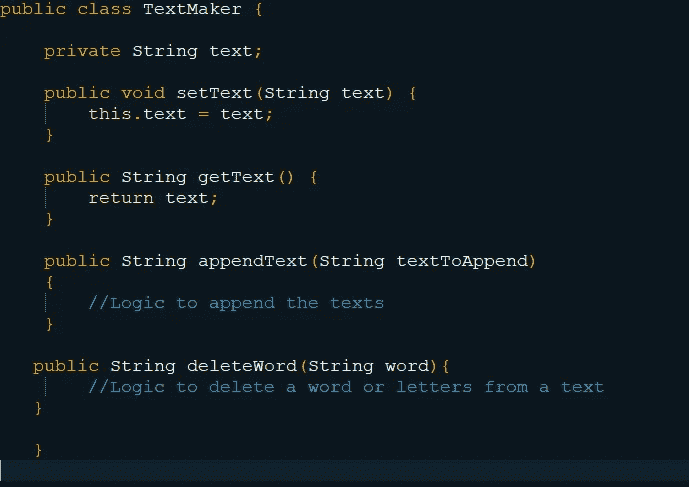 public class TextMaker {
private String text;
public void setText(String text) {
this.text = text;
}
public String getText() {
return text;
}
public String appendText(String textToAppend)
{
//Logic to append the texts
}
public String deleteWord(String word){
//Logic to delete a word or letters from a text
}
}